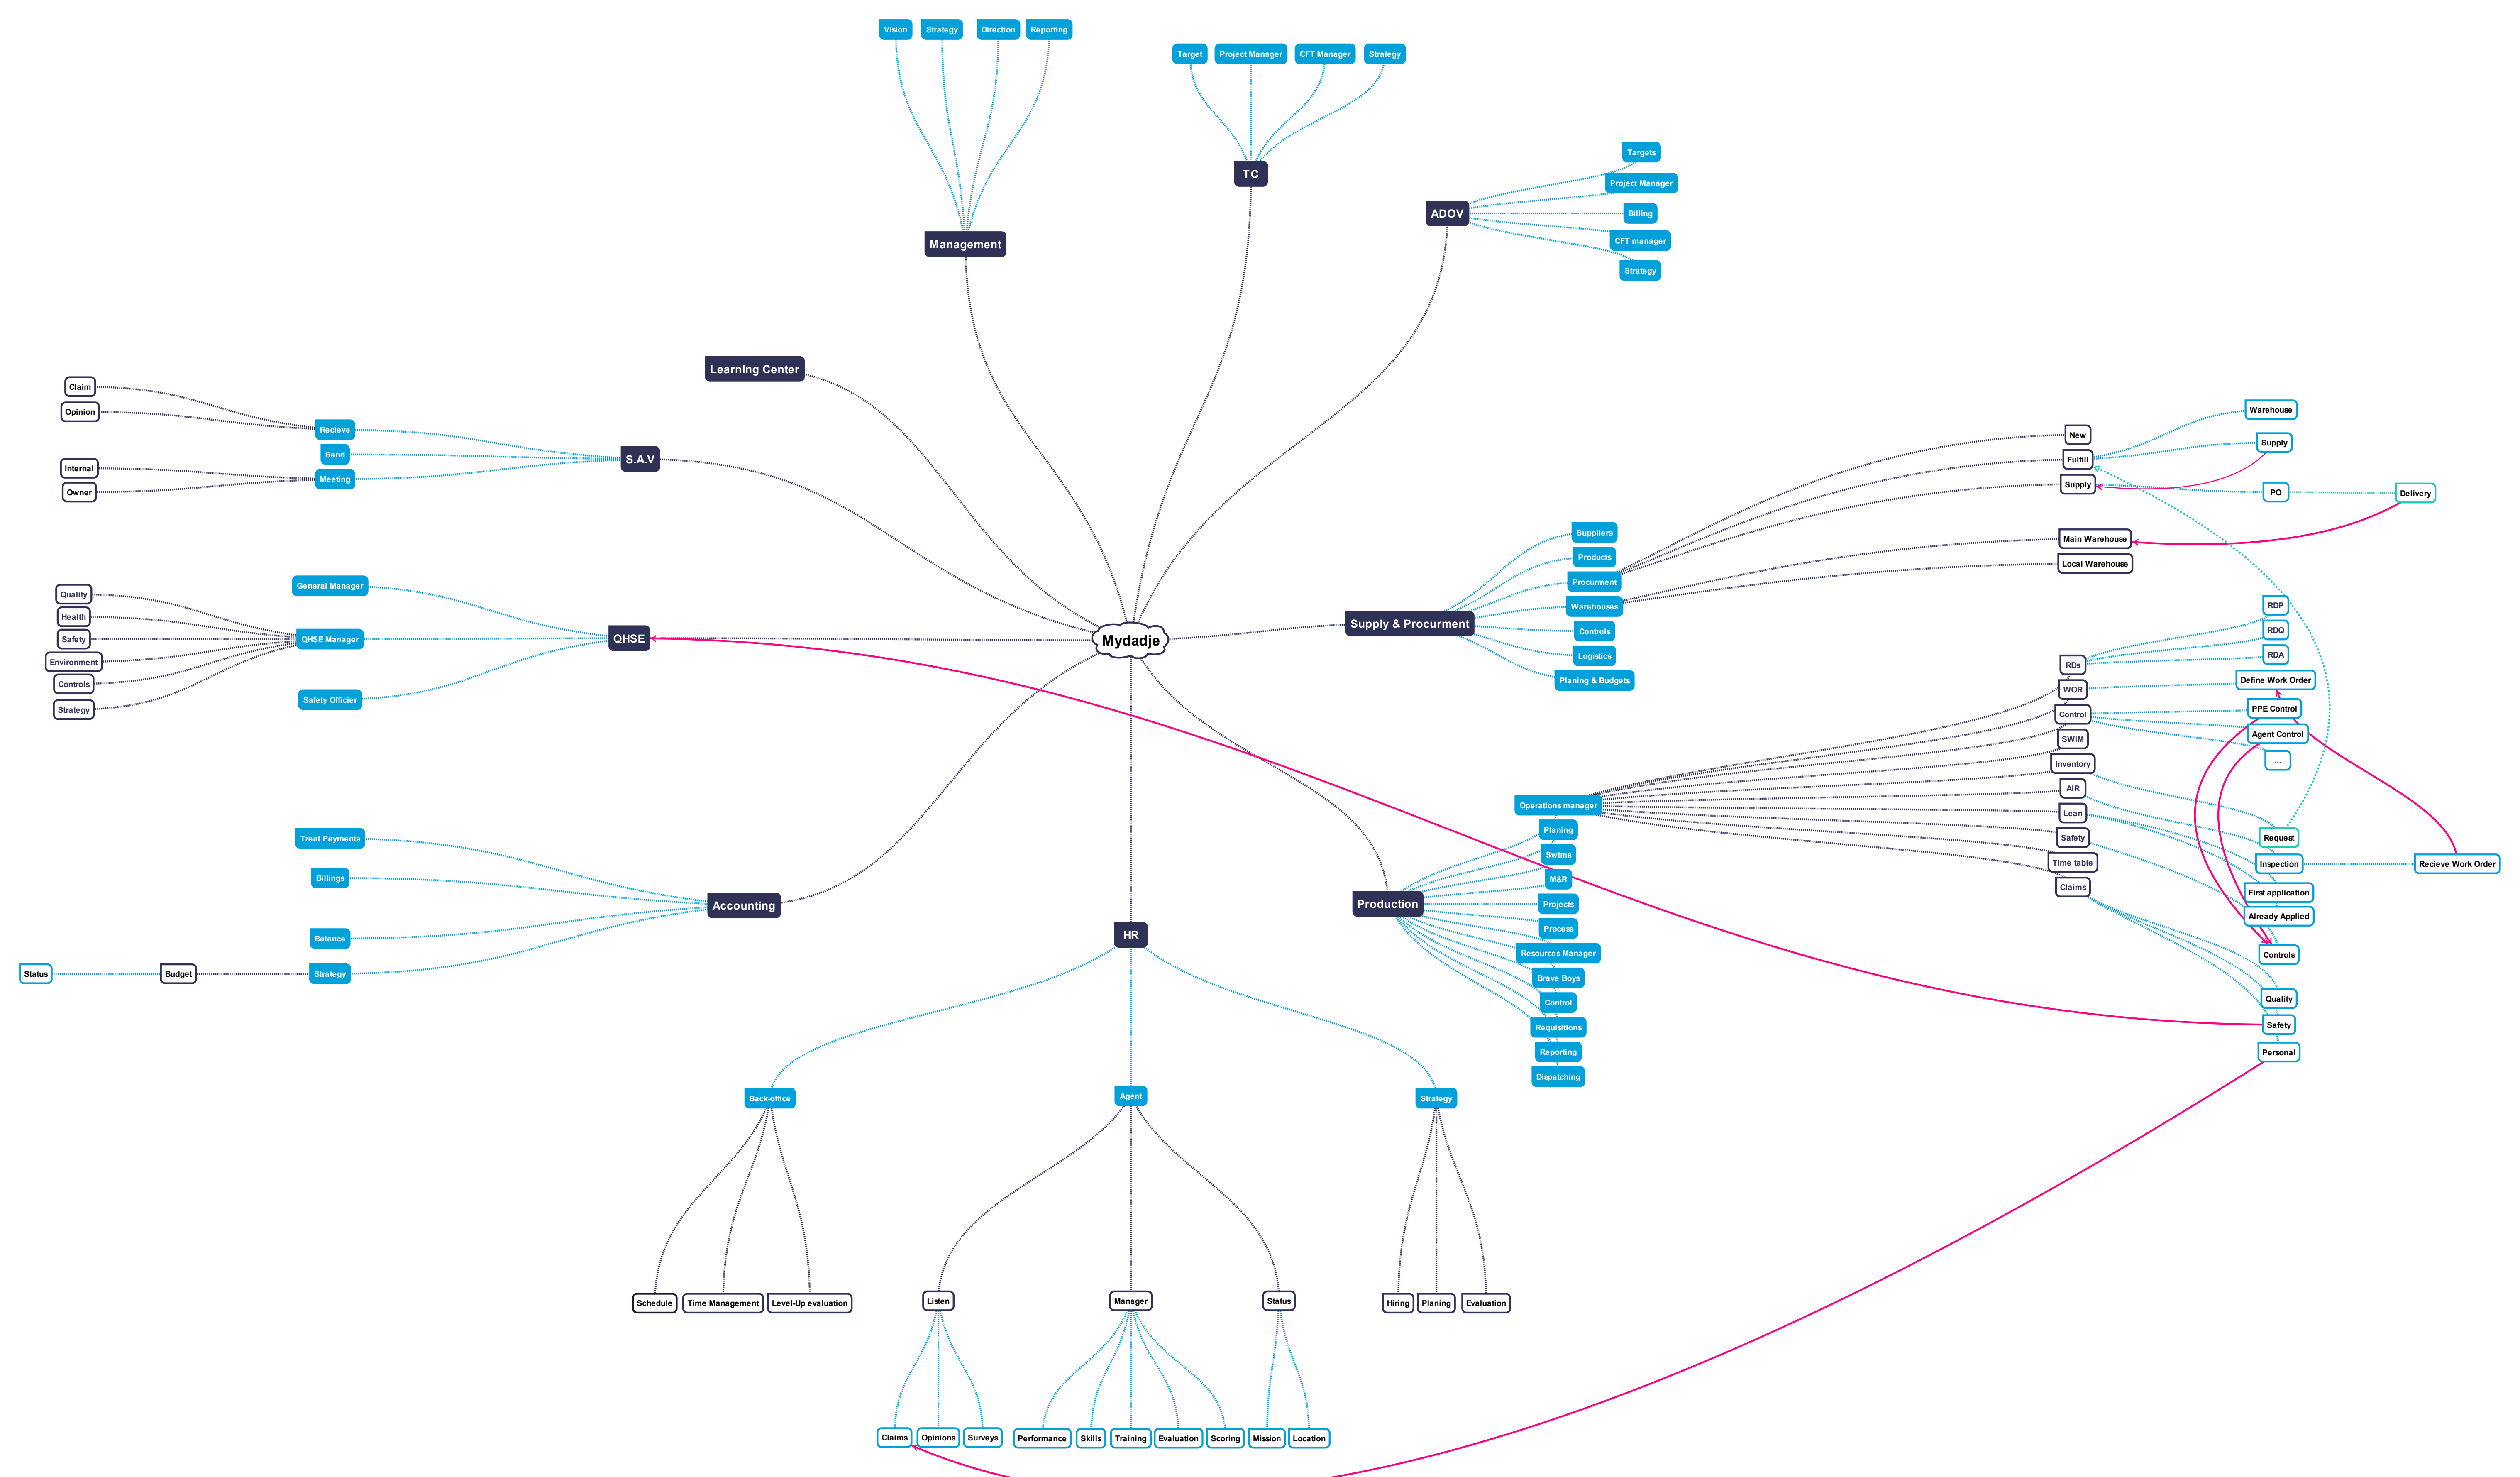 Vision
Strategy
Direction
Reporting
Target
Project Manager
CFT Manager
Strategy
TC
Management
Targets
Project Manager
ADOV
Billing
CFT manager
Strategy
Learning Center
Claim
Opinion
Recieve
Send
Meeting
Internal
Owner
S.A.V
General Manager
Quality
Health
Safety
Environment
Controls
Strategy
QHSE Manager
Safety Officier
QHSE
Mydadje
Supply & Procurment
Suppliers
Products
Procurment
Warehouses
Controls
Logistics
Planing & Budgets
New
Fulfill
Supply
Warehouse
Supply
PO
Delivery
Main Warehouse
Local Warehouse
RDP
RDQ
RDA
RDs
WOR
Define Work Order
Control
PPE Control
Agent Control
...
SWIM
Inventory
AIR
Lean
Safety
Time table
Claims
Request
Inspection
Recieve Work Order
First application
Already Applied
Controls
Quality
Safety
Personal
Operations manager
Planing
Swims
M&R
Projects
Process
Resources Manager
Brave Boys
Control
Requisitions
Reporting
Dispatching
Production
Treat Payments
Billings
Balance
Strategy
Budget
Status
Accounting
HR
Back-office
Agent
Strategy
Schedule
Time Management
Level-Up evaluation
Listen
Manager
Status
Hiring
Planing
Evaluation
Claims
Opinions
Surveys
Performance
Skills
Training
Evaluation
Scoring
Mission
Location